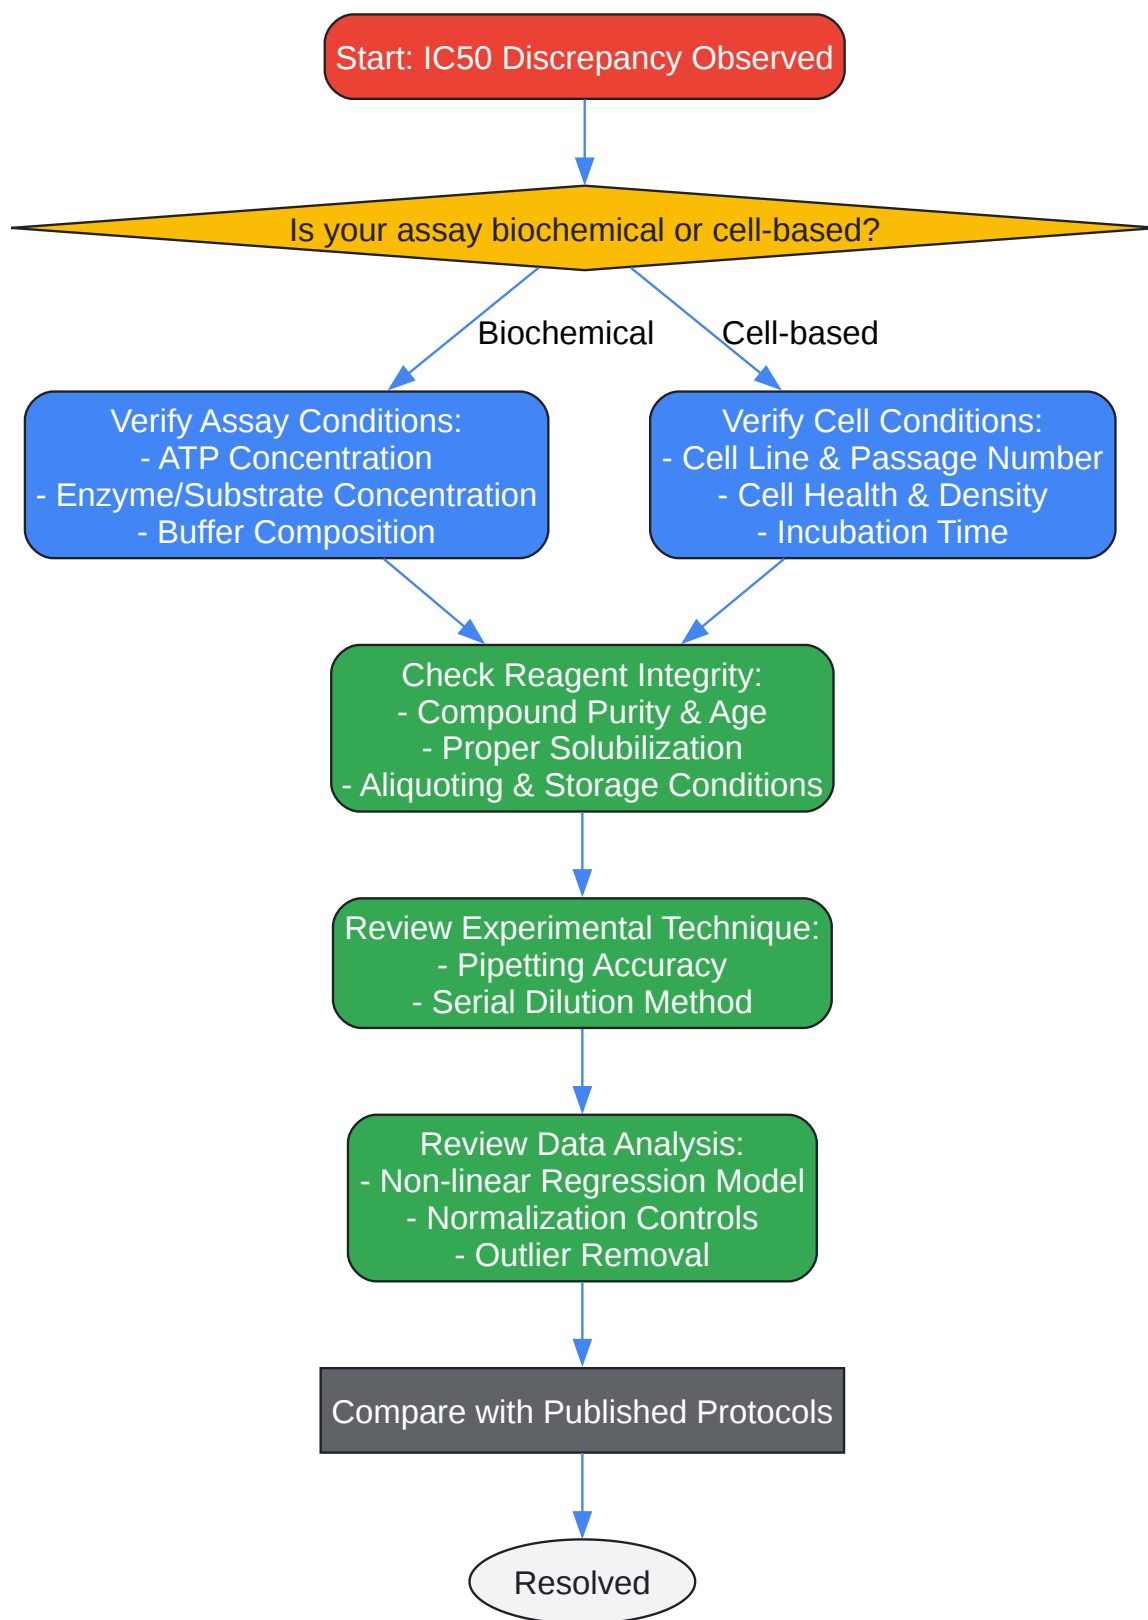 Start: IC50 Discrepancy Observed
Is your assay biochemical or cell-based?
Biochemical
Cell-based
Verify Assay Conditions:
- ATP Concentration
- Enzyme/Substrate Concentration
- Buffer Composition
Verify Cell Conditions:
- Cell Line & Passage Number
- Cell Health & Density
- Incubation Time
Check Reagent Integrity:
- Compound Purity & Age
- Proper Solubilization
- Aliquoting & Storage Conditions
Review Experimental Technique:
- Pipetting Accuracy
- Serial Dilution Method
Review Data Analysis:
- Non-linear Regression Model
- Normalization Controls
- Outlier Removal
Compare with Published Protocols
Resolved